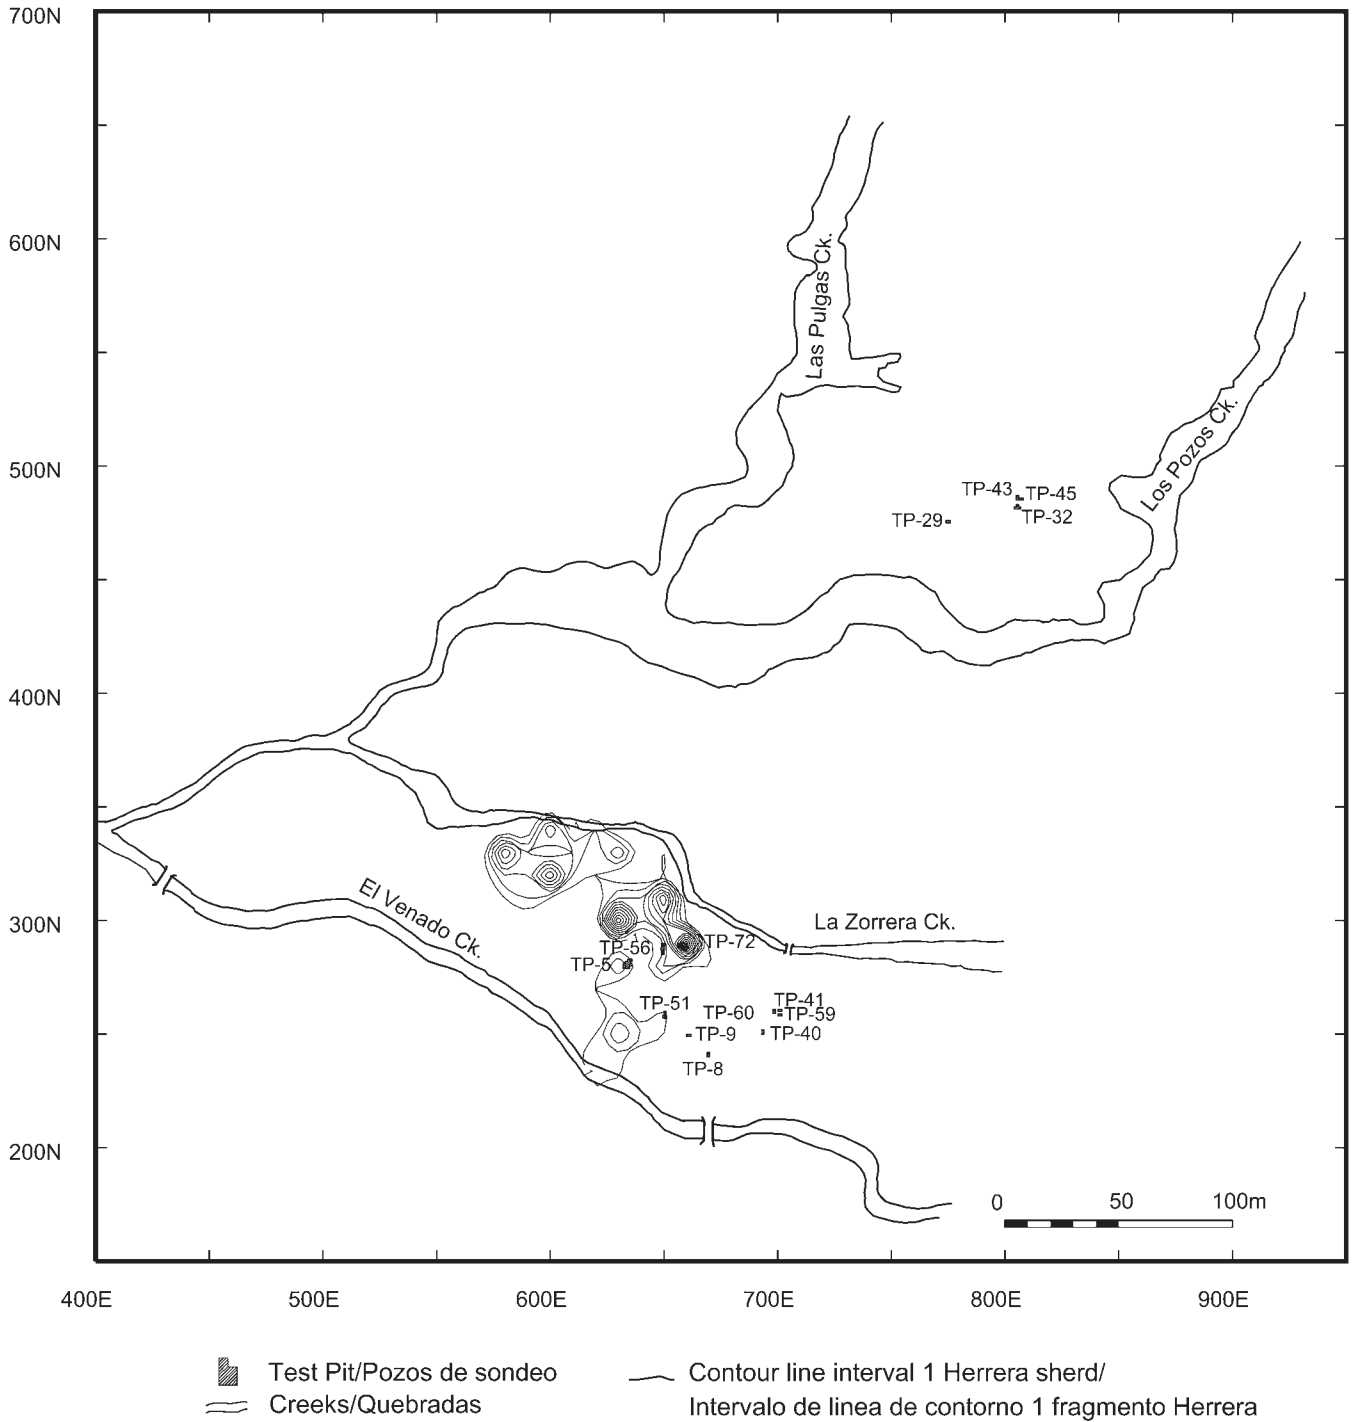 700N
600N
Las Pulgas Ck.
Los Pozos Ck.
500N
TP-43 TP-45
TP-29 TP-32
400N
El Venado Ck.
300N
La Zorrera Ck.
TP-56 TP-72
TP-5
TP-51 TP-60 TP-41
TP-59
TP-9 TP-40
TP-8
200N
0 50 100m
400E 500E 600E 700E 800E 900E
Test Pit/Pozos de sondeo
Creeks/Quebradas
Contour line interval 1 Herrera sherd/
Intervalo de linea de contorno 1 fragmento Herrera